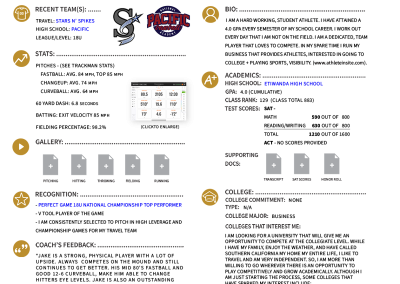 RECENT TEAM(S): ......
TRAVEL: STARS N' SPIKES
HIGH SCHOOL: PACIFIC
LEAGUE/LEVEL: 18U
PACIFIC
STATS:
PITCHES - (SEE TRACKMAN STATS)
FASTBALL: AVG. 84 MPH, TOP 85 MPH
CHANGEUP: AVG. 74 MPH
CURVEBALL: AVG. 64 MPH
60 YARD DASH: 6.8 SECONDS
BATTING: EXIT VELOCITY 85 MPH
FIELDING PERCENTAGE: 98.2%
(CLICK TO ENLARGE)
GALLERY:
PITCHING
HITTING
THROWING
FIELDING
RUNNING
RECOGNITION:
- PERFECT GAME 18U NATIONAL CHAMPIONSHIP TOP PERFORMER
- V TOOL PLAYER OF THE GAME
- I AM CONSISTENTLY SELECTED TO PITCH IN HIGH LEVERAGE AND
CHAMPIONSHIP GAMES FOR MY TRAVEL TEAM
COACH'S FEEDBACK:
"JAKE IS A STRONG, PHYSICAL PLAYER WITH A LOT OF
UPSIDE. ALWAYS COMPETES ON THE MOUND AND STILL
CONTINUES TO GET BETTER. HIS MID 80'S FASTBALL AND
GOOD 12-6 CURVEBALL, MAKE HIM ABLE TO CHANGE
HITTERS EYE LEVELS. JAKE IS ALSO AN OUTSTANDING
BIO:
I AM A HARD WORKING, STUDENT ATHLETE. I HAVE ATTAINED A
4.0 GPA EVERY SEMESTER OF MY SCHOOL CAREER. I WORK OUT
EVERY DAY THAT I AM NOT ON THE FIELD. I AM A DEDICATED, TEAM
PLAYER THAT LOVES TO COMPETE. IN MY SPARE TIME I RUN MY
BUSINESS THAT PROVIDES ATHLETES, INTERESTED IN GOING TO
COLLEGE + PLAYING SPORTS, VISIBILITY. (www.athleteinsite.com).
A+
ACADEMICS:
HIGH SCHOOL: ETIWANDA HIGH SCHOOL
GPA: 4.0 (CUMULATIVE)
CLASS RANK: 129 (CLASS TOTAL 883)
TEST SCORES: SAT -
MATH 590 OUT OF 800
READING/WRITING 620 OUT OF 800
TOTAL 1210 OUT OF 1600
ACT - NO SCORES PROVIDED
SUPPORTING
DOCS:
TRANSCRIPT
SAT SCORES
HONOR ROLL
COLLEGE:
COLLEGE COMMITMENT: NONE
TYPE: N/A
COLLEGE MAJOR: BUSINESS
COLLEGES THAT INTEREST ME:
I AM LOOKING FOR A UNIVERSITY THAT WILL GIVE ME AN
OPPORTUNITY TO COMPETE AT THE COLLEGIATE LEVEL. WHILE
I HAVE MY FAMILY, ENJOY THE WEATHER, AND HAVE CALLED
SOUTHERN CALIFORNIA MY HOME MY ENTIRE LIFE, I LIKE TO
TRAVEL AND AM VERY INDEPENDENT. SO, I AM MORE THAN
WILLING TO GO WHEREVER THERE IS AN OPPORTUNITY TO
PLAY COMPETITIVELY AND GROW ACADEMICALLY. ALTHOUGH I
AM JUST STARTING THE PROCESS, SOME COLLEGES THAT
HAVE SPARKED MY INTEREST INCLUDE: